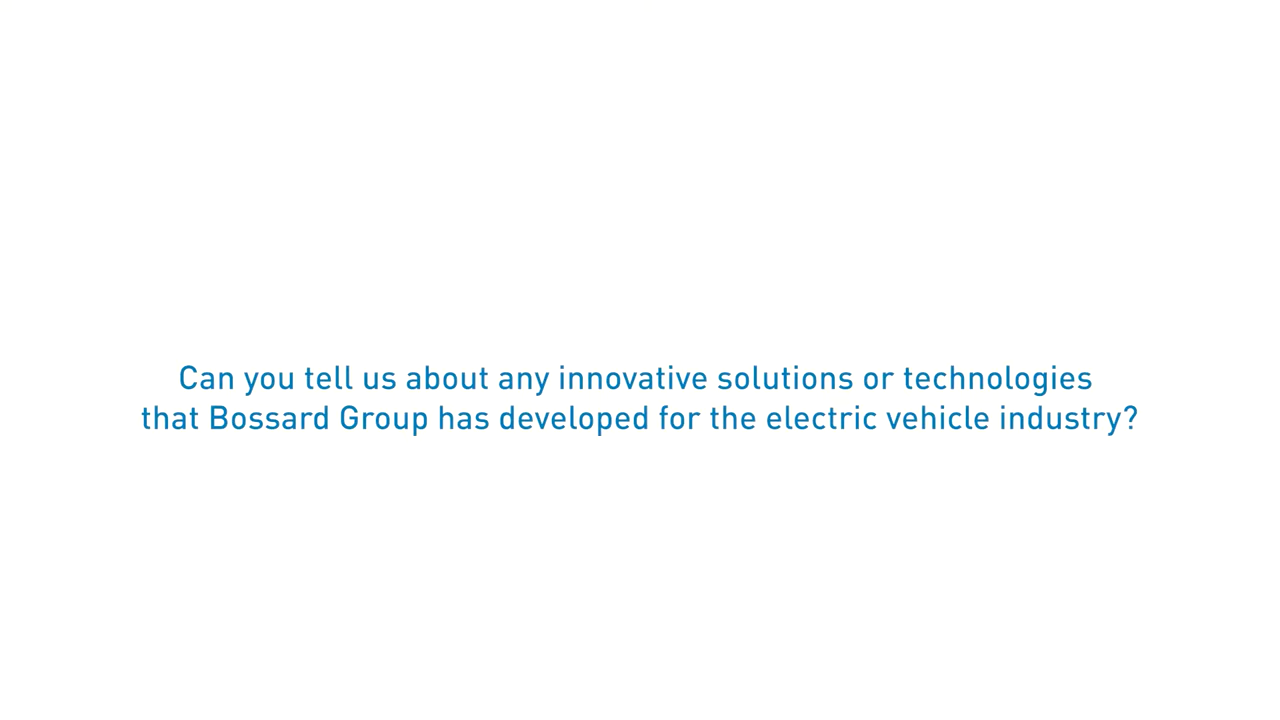 Can you tell us about any innovative solutions or technologies
that Bossard Group has developed for the electric vehicle industry?